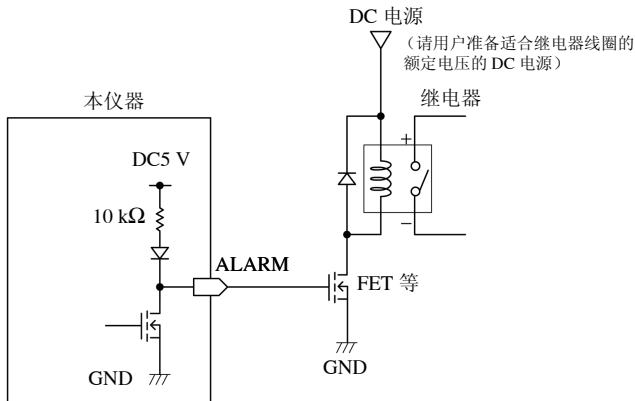 DC 电源
（请用户准备适合继电器线圈的
额定电压的 DC 电源）
本仪器
继电器
DC5 V
+
10 kΩ
−
ALARM
FET 等
GND
GND